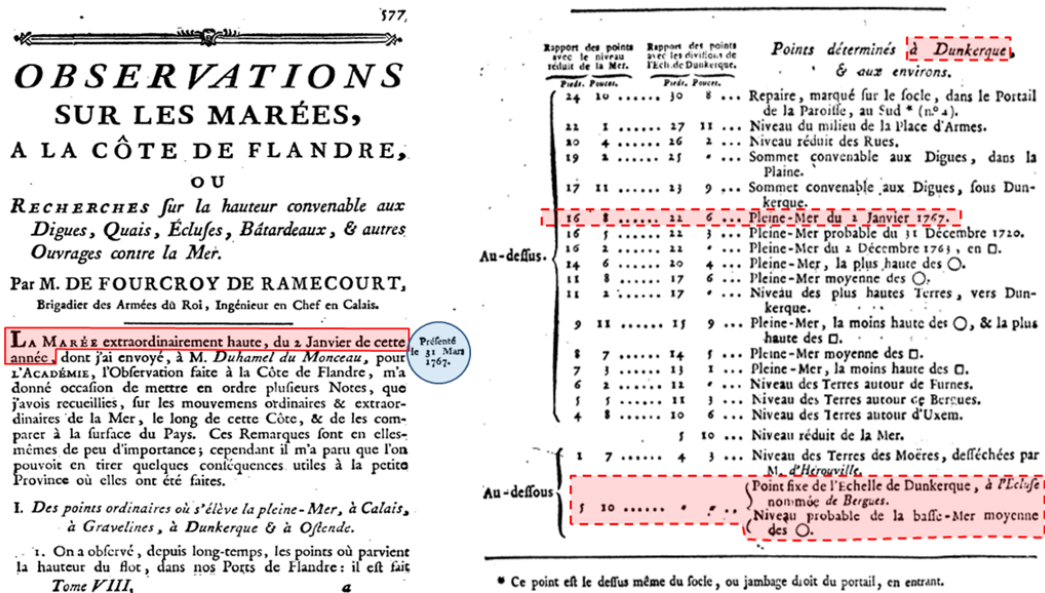 577
OBSERVATIONS
SUR LES MARÉES,
A LA CÔTE DE FLANDRE,
OU
RECHERCHES ſur la hauteur convenable aux
Digues, Quais, Écluſes, Bâtardeaux, & autres
Ouvrages contre la Mer.
Par M. DE FOURCROY DE RAMECOURT,
Brigadier des Armées du Roi, Ingénieur en Chef en Calais.
LA MARÉE extraordinairement haute, du 2 Janvier de cette
année, dont j'ai envoyé, à M. Duhamel du Monceau, pour
l'ACADÉMIE, l'Obſervation faite à la Côte de Flandre, m'a
donné occaſion de mettre en ordre pluſieurs Notes, que
j'avois recueillies, ſur les mouvemens ordinaires & extraor-
dinaires de la Mer, le long de cette Côte, & de les com-
parer à la ſurface du Pays. Ces Remarques ſont en elles-
mêmes de peu d'importance; cependant il m'a paru que l'on
pouvoit en tirer quelques conſéquences utiles à la petite
Province où elles ont été faites.
Préſenté
le 31 Mars
1767.
I. Des points ordinaires où s'élève la pleine-Mer, à Calais,
à Gravelines, à Dunkerque & à Oſtende.
1. On a obſervé, depuis long-temps, les points où parvient
la hauteur du flot, dans nos Ports de Flandre: il eſt fait
Tome VIII, a
Rapport des points avec le niveau réduit de la Mer.
Rapport des points avec les diviſions de l'Ech. de Dunkerque.
Points déterminés à Dunkerque,
& aux environs.
Pieds. Pouces. Pieds. Pouces.
Au-deſſus.
24 10 ...... 30 8 ... Repaire, marqué ſur le ſocle, dans le Portail
de la Paroiſſe, au Sud * (n.° 4).
22 1 ...... 27 11 ... Niveau du milieu de la Place d'Armes.
20 4 ...... 26 2 ... Niveau réduit des Rues.
19 2 ...... 25 " ... Sommet convenable aux Digues, dans la
Plaine.
17 11 ...... 23 9 ... Sommet convenable aux Digues, ſous Dun-
kerque.
16 8 ...... 22 6 ... Pleine-Mer du 2 Janvier 1767.
16 5 ...... 22 3 ... Pleine-Mer probable du 31 Décembre 1720.
16 2 ...... 22 " ... Pleine-Mer du 2 Décembre 1763, en □.
14 6 ...... 20 4 ... Pleine-Mer, la plus haute des ○.
11 8 ...... 17 6 ... Pleine-Mer moyenne des ○.
11 2 ...... 17 " ... Niveau des plus hautes Terres, vers Dun-
kerque.
9 11 ...... 15 9 ... Pleine-Mer, la moins haute des ○, & la plus
haute des □.
8 7 ...... 14 5 ... Pleine-Mer moyenne des □.
7 3 ...... 13 1 ... Pleine-Mer, la moins haute des □.
6 2 ...... 12 " ... Niveau des Terres autour de Furnes.
5 5 ...... 11 3 ... Niveau des Terres autour de Bergues.
4 8 ...... 10 6 ... Niveau des Terres autour d'Uxem.
5 10 ... Niveau réduit de la Mer.
Au-deſſous
1 7 ...... 4 3 ... Niveau des Terres des Moëres, deſſéchées par
M. d'Hérouville.
5 10 ...... " " .. Point fixe de l'Echelle de Dunkerque, à l'Écluſe
nommée de Bergues.
Niveau probable de la baſſe-Mer moyenne
des ○.
* Ce point eſt le deſſus même du ſocle, ou jambage droit du portail, en entrant.